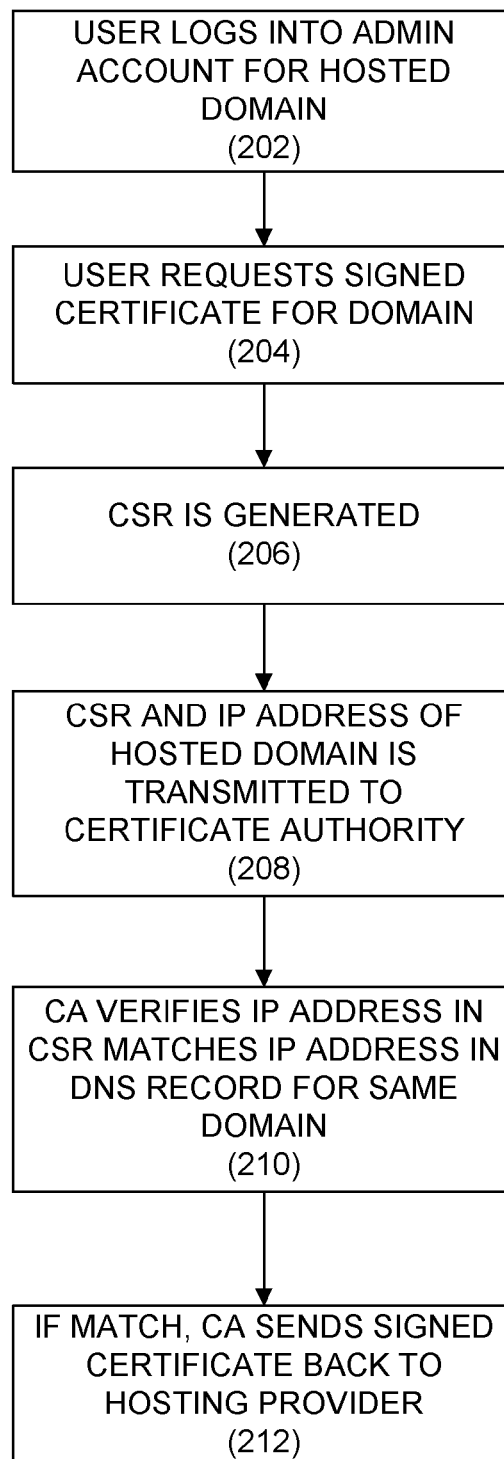 USER LOGS INTO ADMIN
ACCOUNT FOR HOSTED
DOMAIN
(202)
USER REQUESTS SIGNED
CERTIFICATE FOR DOMAIN
(204)
CSR IS GENERATED
(206)
CSR AND IP ADDRESS OF
HOSTED DOMAIN IS
TRANSMITTED TO
CERTIFICATE AUTHORITY
(208)
CA VERIFIES IP ADDRESS IN
CSR MATCHES IP ADDRESS IN
DNS RECORD FOR SAME
DOMAIN
(210)
IF MATCH, CA SENDS SIGNED
CERTIFICATE BACK TO
HOSTING PROVIDER
(212)